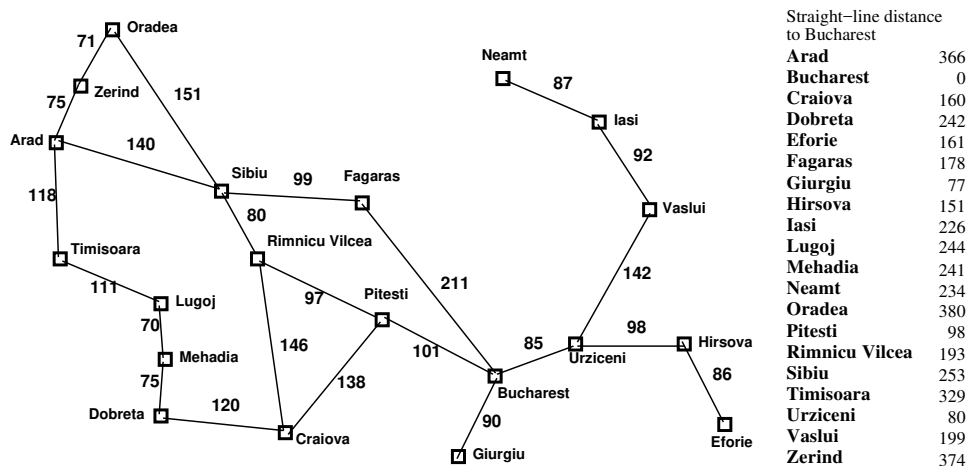 Oradea
71
Zerind
75
151
Arad
140
118
Sibiu
99
Fagaras
80
Rimnicu Vilcea
Timisoara
111
Lugoj
97
Pitesti
211
70
Mehadia
146
101
75
138
Dobreta
120
Craiova
Neamt
87
Iasi
92
Vaslui
142
85
98
Hirsova
Urziceni
86
Bucharest
90
Eforie
Giurgiu
Straight−line distance
to Bucharest
Arad 366
Bucharest 0
Craiova 160
Dobreta 242
Eforie 161
Fagaras 178
Giurgiu 77
Hirsova 151
Iasi 226
Lugoj 244
Mehadia 241
Neamt 234
Oradea 380
Pitesti 98
Rimnicu Vilcea 193
Sibiu 253
Timisoara 329
Urziceni 80
Vaslui 199
Zerind 374